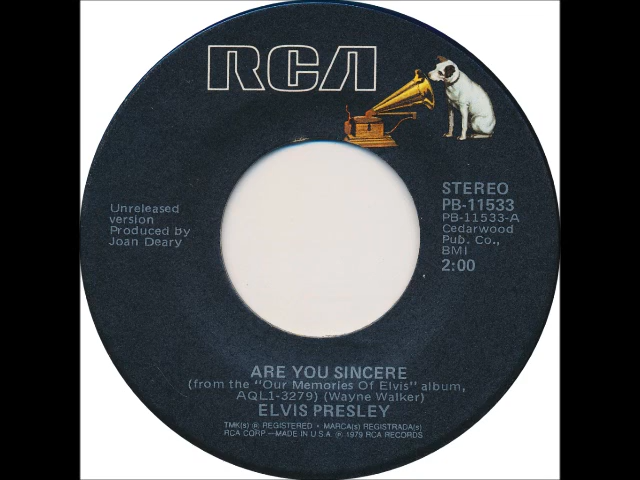 RCA
Unreleased
version
Produced by
Joan Deary
STEREO
PB-11533
PB-11533-A
Cedarwood
Pub. Co.,
BMI
2:00
ARE YOU SINCERE
(from the "Our Memories Of Elvis" album,
AQL1-3279) (Wayne Walker)
ELVIS PRESLEY
TMK(s) ® REGISTERED • MARCA(s) REGISTRADA(s)
RCA CORP.—MADE IN U.S.A. ℗ 1979 RCA RECORDS